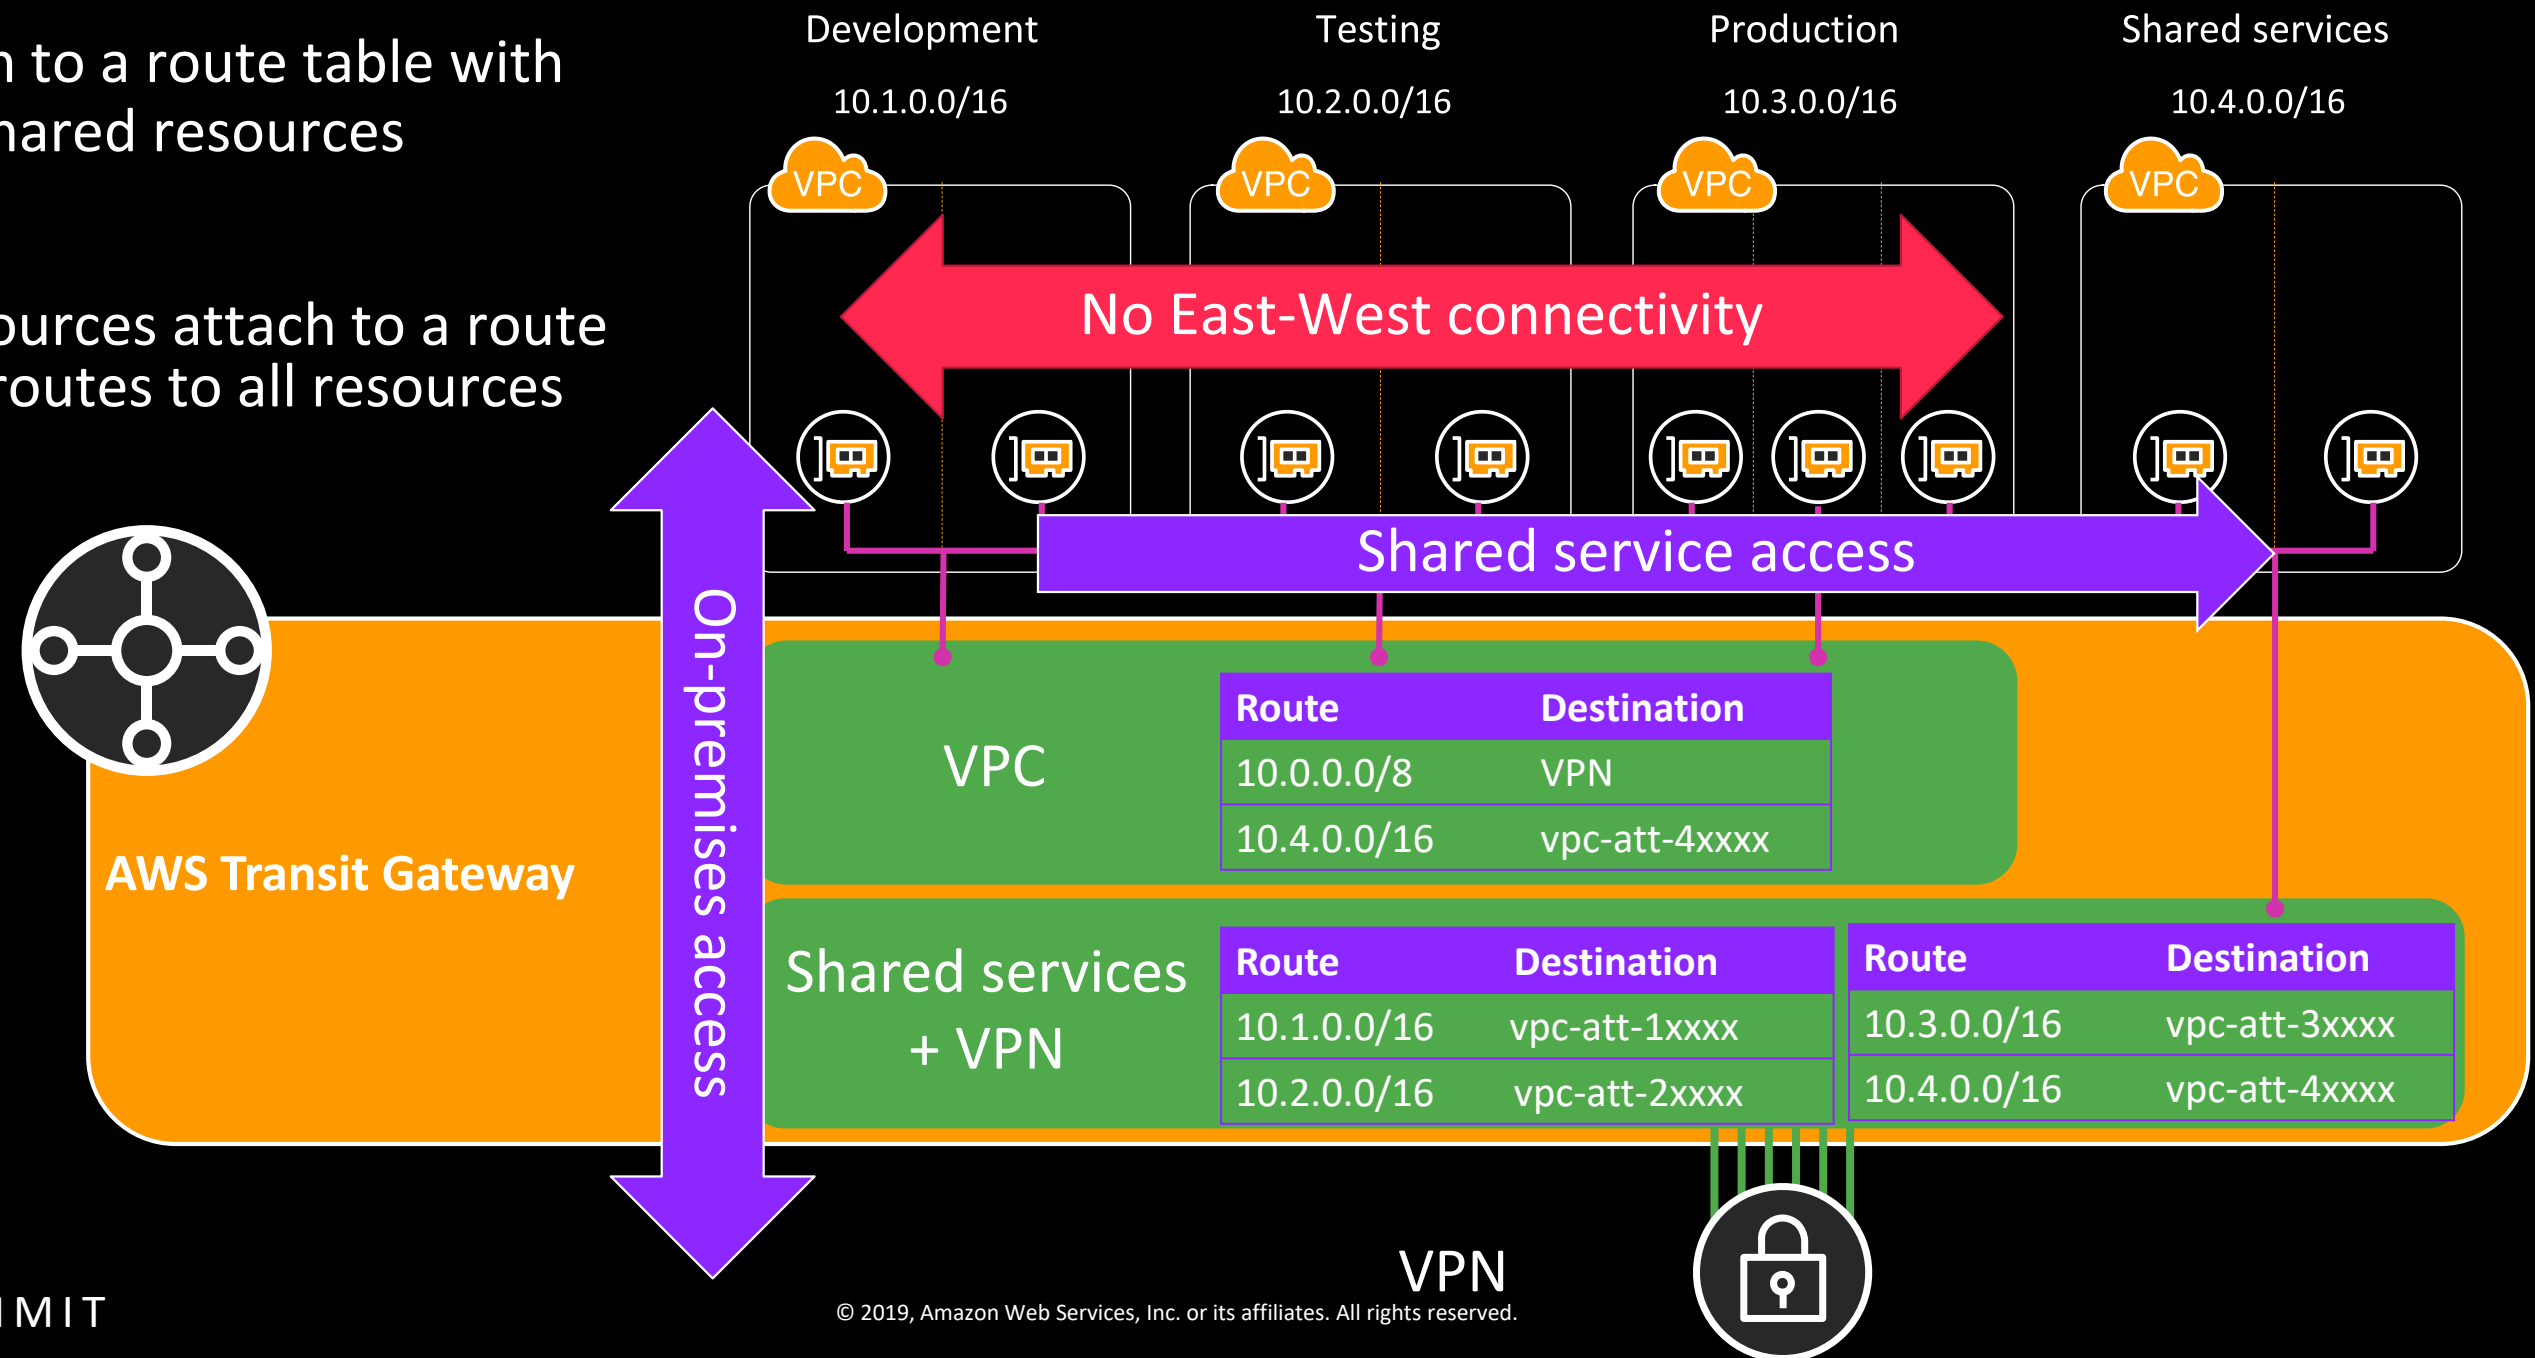 to a route table with
resources
attach to a route
routes to all resources
Development
10.1.0.0/16
VPC
Testing
10.2.0.0/16
VPC
Production
10.3.0.0/16
VPC
Shared services
10.4.0.0/16
VPC
No East-West connectivity
Shared service access
On-premises access
AWS Transit Gateway
VPC
Route Destination
10.0.0.0/8 VPN
10.4.0.0/16 vpc-att-4xxxx
Shared services
+ VPN
Route Destination
10.1.0.0/16 vpc-att-1xxxx
10.2.0.0/16 vpc-att-2xxxx
Route Destination
10.3.0.0/16 vpc-att-3xxxx
10.4.0.0/16 vpc-att-4xxxx
VPN
© 2019, Amazon Web Services, Inc. or its affiliates. All rights reserved.